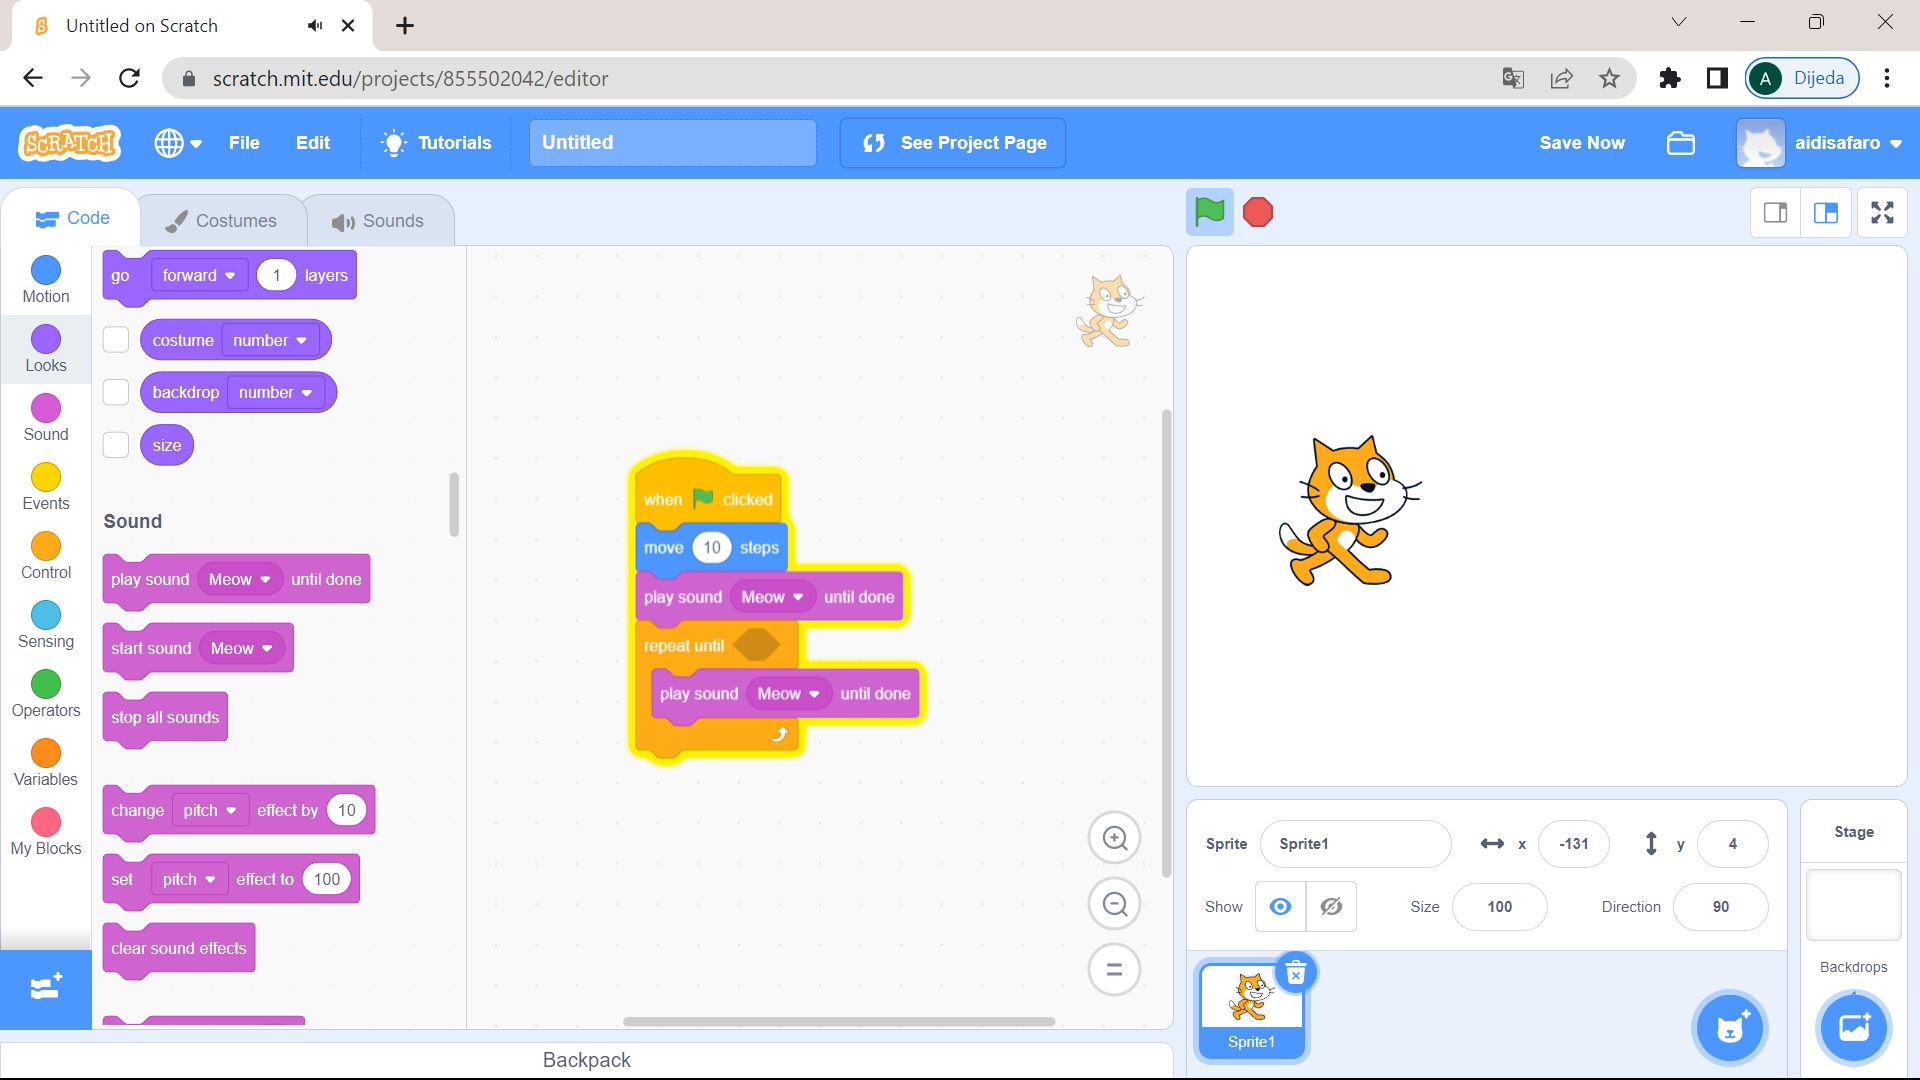 Untitled on Scratch
scratch.mit.edu/projects/855502042/editor
A Dijeda
SCRATCH File Edit Tutorials Untitled See Project Page Save Now aidisafaro
Code Costumes Sounds
Motion
Looks
Sound
Events
Control
Sensing
Operators
Variables
My Blocks
go forward 1 layers
costume number
backdrop number
size
Sound
play sound Meow until done
start sound Meow
stop all sounds
change pitch effect by 10
set pitch effect to 100
clear sound effects
when clicked
move 10 steps
play sound Meow until done
repeat until
play sound Meow until done
Sprite Sprite1 x -131 y 4
Show Size 100 Direction 90
Sprite1
Stage
Backdrops
Backpack